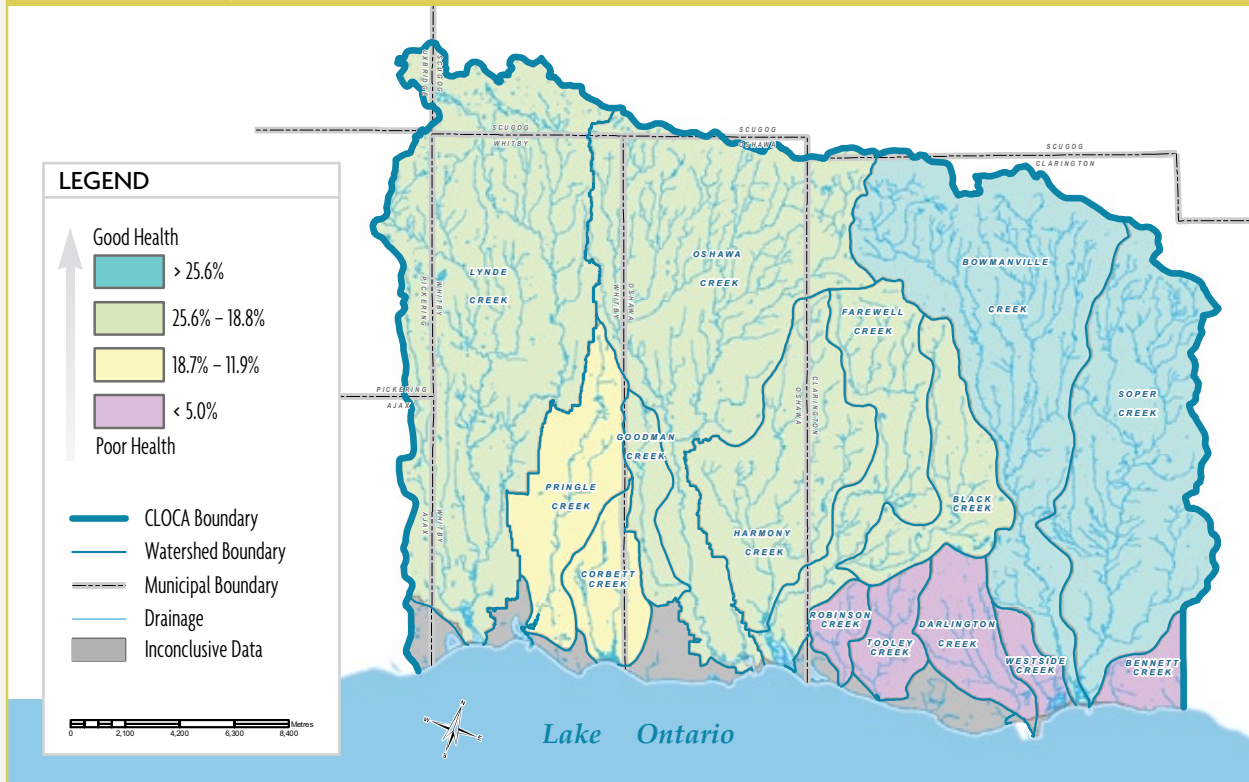 LEGEND
Good Health
> 25.6%
25.6% – 18.8%
18.7% – 11.9%
< 5.0%
Poor Health
CLOCA Boundary
Watershed Boundary
Municipal Boundary
Drainage
Inconclusive Data
0 2,100 4,200 6,300 8,400 Metres
UXBRIDGE
SCUGOG
SCUGOG
WHITBY
SCUGOG
OSHAWA
SCUGOG
CLARINGTON
PICKERING
WHITBY
WHITBY
OSHAWA
OSHAWA
CLARINGTON
PICKERING
AJAX
AJAX
WHITBY
LYNDE
CREEK
OSHAWA
CREEK
BOWMANVILLE
CREEK
FAREWELL
CREEK
SOPER
CREEK
GOODMAN
CREEK
PRINGLE
CREEK
BLACK
CREEK
HARMONY
CREEK
CORBETT
CREEK
ROBINSON
CREEK
TOOLEY
CREEK
DARLINGTON
CREEK
WESTSIDE
CREEK
BENNETT
CREEK
N
W
E
S
Lake Ontario